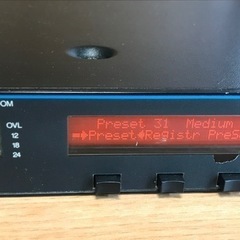 OM
OVL
12
18
24
Preset 31 Medium
⇒Preset◆Registr PreS